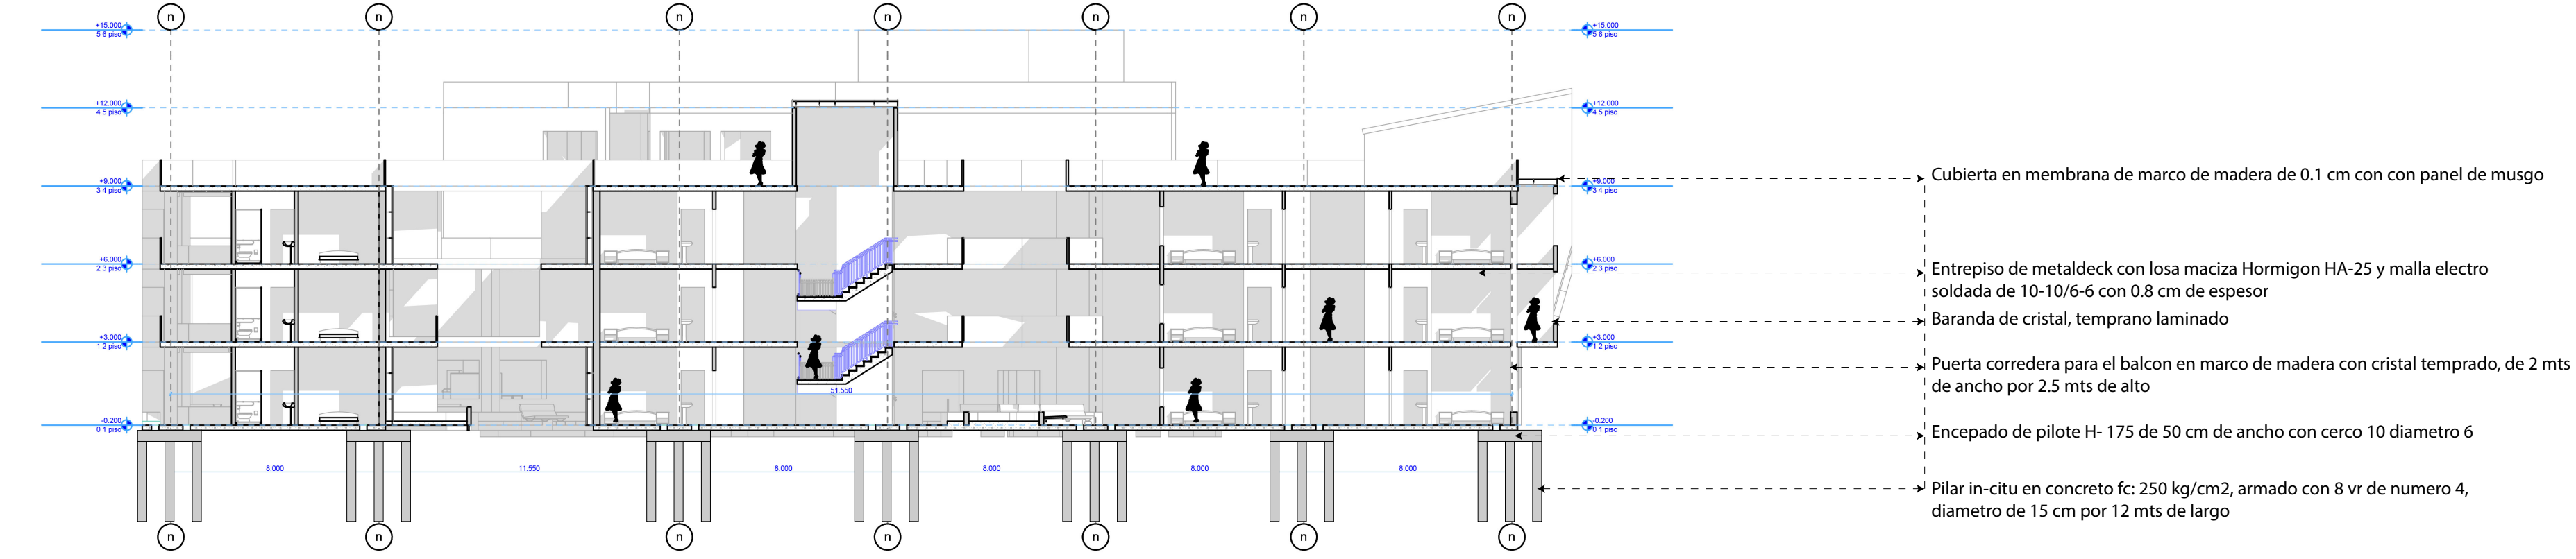 n n n n n n n
+15.000 +15.000
5 6 piso 5 6 piso
+12.000 +12.000
4 5 piso 4 5 piso
+9.000 +9.000
3 4 piso 3 4 piso
Cubierta en membrana de marco de madera de 0.1 cm con con panel de musgo
+6.000 +6.000
2 3 piso 2 3 piso
Entrepiso de metaldeck con losa maciza Hormigon HA-25 y malla electro
soldada de 10-10/6-6 con 0.8 cm de espesor
Baranda de cristal, temprano laminado
+3.000 +3.000
1 2 piso 1 2 piso
Puerta corredera para el balcon en marco de madera con cristal temprado, de 2 mts
de ancho por 2.5 mts de alto
51.550
-0.200 -0.200
0 1 piso 0 1 piso
Encepado de pilote H- 175 de 50 cm de ancho con cerco 10 diametro 6
8.000 11.550 8.000 8.000 8.000 8.000
Pilar in-citu en concreto fc: 250 kg/cm2, armado con 8 vr de numero 4,
diametro de 15 cm por 12 mts de largo
n n n n n n n